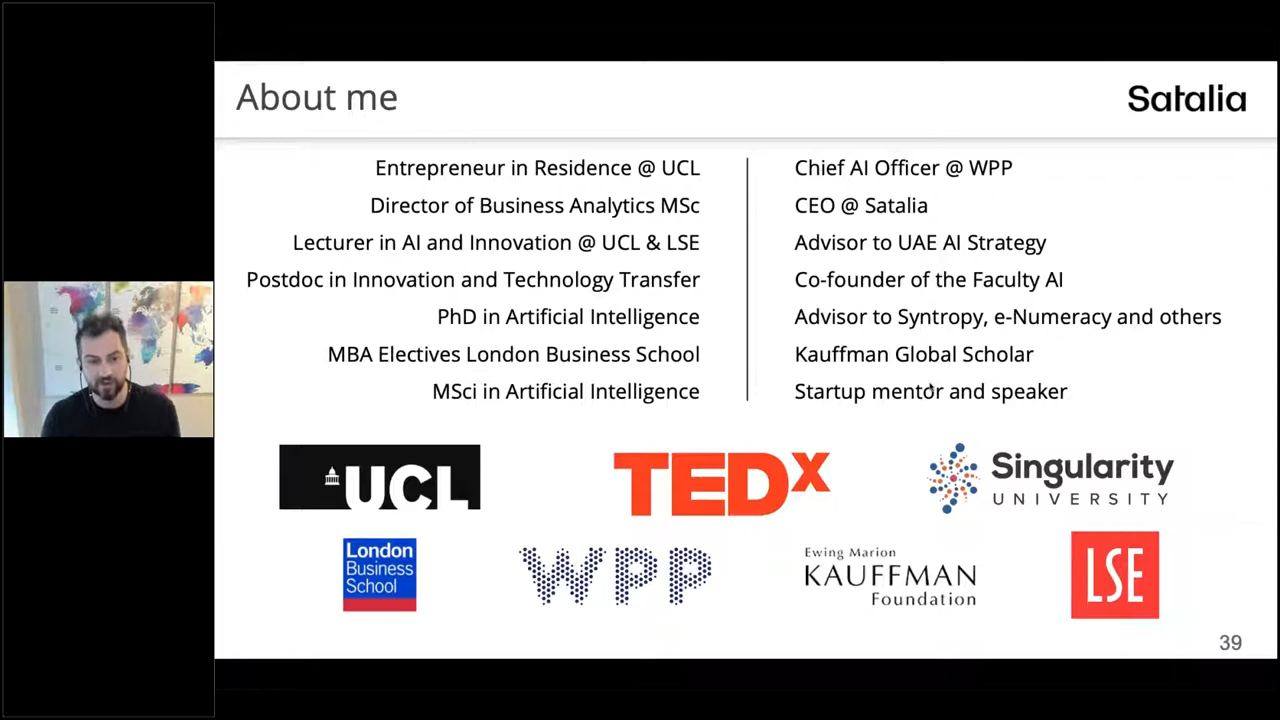 About me
Satalia
Entrepreneur in Residence @ UCL
Director of Business Analytics MSc
Lecturer in AI and Innovation @ UCL & LSE
Postdoc in Innovation and Technology Transfer
PhD in Artificial Intelligence
MBA Electives London Business School
MSci in Artificial Intelligence
Chief AI Officer @ WPP
CEO @ Satalia
Advisor to UAE AI Strategy
Co-founder of the Faculty AI
Advisor to Syntropy, e-Numeracy and others
Kauffman Global Scholar
Startup mentor and speaker
UCL
TEDx
Singularity
UNIVERSITY
London
Business
School
WPP
Ewing Marion
KAUFFMAN
Foundation
LSE
39